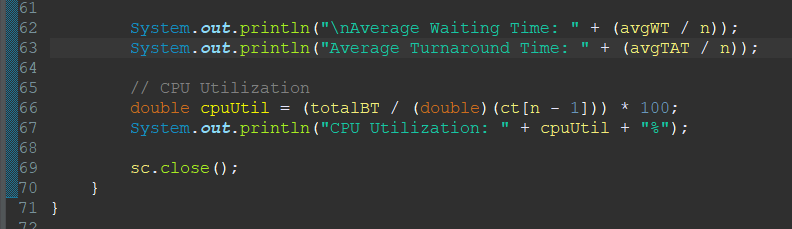 61
62 System.out.println("\nAverage Waiting Time: " + (avgWT / n));
63 System.out.println("Average Turnaround Time: " + (avgTAT / n));
64
65 // CPU Utilization
66 double cpuUtil = (totalBT / (double)(ct[n - 1])) * 100;
67 System.out.println("CPU Utilization: " + cpuUtil + "%");
68
69 sc.close();
70 }
71 }
72